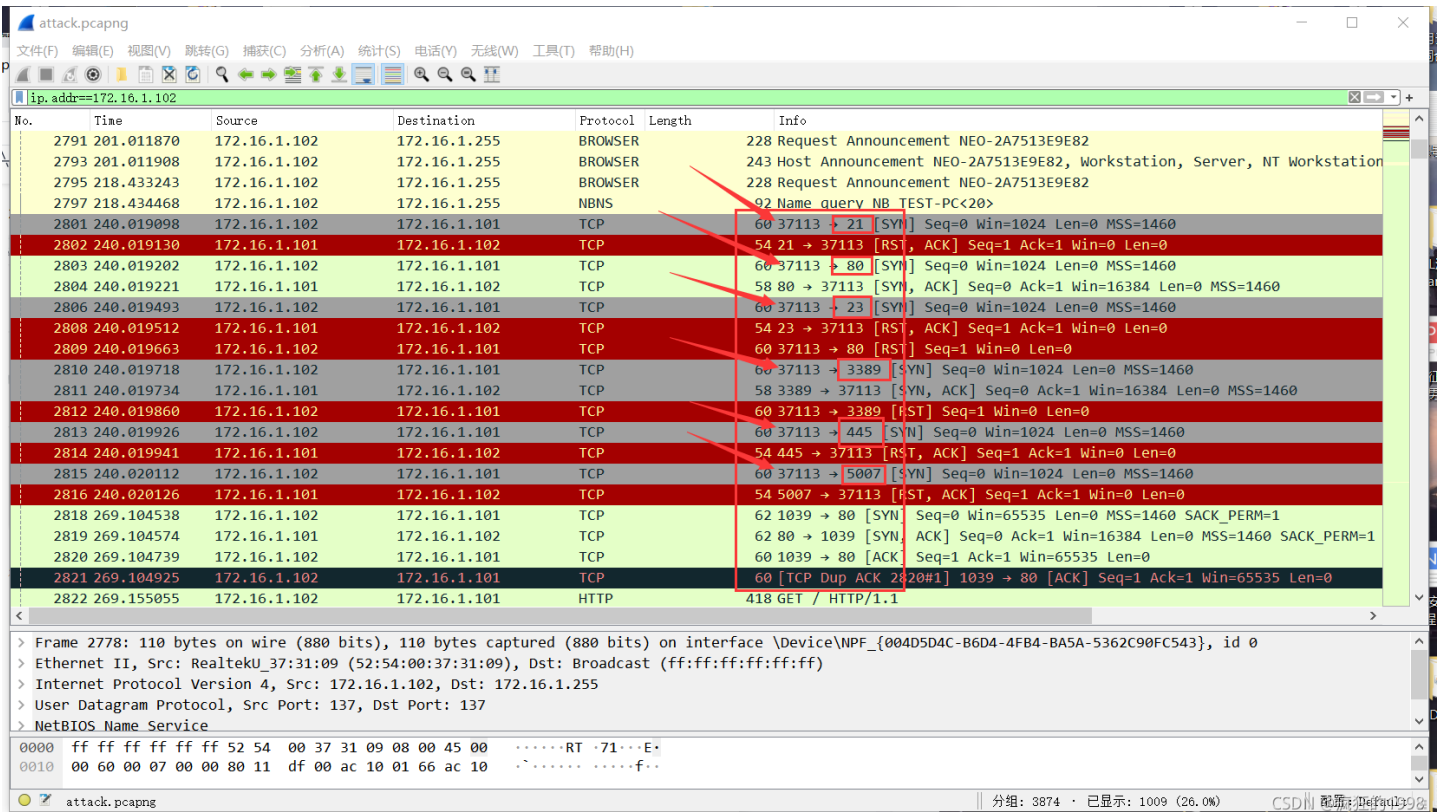 attack.pcapng
文件(F) 编辑(E) 视图(V) 跳转(G) 捕获(C) 分析(A) 统计(S) 电话(Y) 无线(W) 工具(T) 帮助(H)
ip.addr==172.16.1.102
No. Time Source Destination Protocol Length Info
2791 201.011870 172.16.1.102 172.16.1.255 BROWSER 228 Request Announcement NEO-2A7513E9E82
2793 201.011908 172.16.1.102 172.16.1.255 BROWSER 243 Host Announcement NEO-2A7513E9E82, Workstation, Server, NT Workstation
2795 218.433243 172.16.1.102 172.16.1.255 BROWSER 228 Request Announcement NEO-2A7513E9E82
2797 218.434468 172.16.1.102 172.16.1.255 NBNS 92 Name query NB TEST-PC<20>
2801 240.019098 172.16.1.102 172.16.1.101 TCP 60 37113 → 21 [SYN] Seq=0 Win=1024 Len=0 MSS=1460
2802 240.019130 172.16.1.101 172.16.1.102 TCP 54 21 → 37113 [RST, ACK] Seq=1 Ack=1 Win=0 Len=0
2803 240.019202 172.16.1.102 172.16.1.101 TCP 60 37113 → 80 [SYN] Seq=0 Win=1024 Len=0 MSS=1460
2804 240.019221 172.16.1.101 172.16.1.102 TCP 58 80 → 37113 [SYN, ACK] Seq=0 Ack=1 Win=16384 Len=0 MSS=1460
2806 240.019493 172.16.1.102 172.16.1.101 TCP 60 37113 → 23 [SYN] Seq=0 Win=1024 Len=0 MSS=1460
2808 240.019512 172.16.1.101 172.16.1.102 TCP 54 23 → 37113 [RST, ACK] Seq=1 Ack=1 Win=0 Len=0
2809 240.019663 172.16.1.102 172.16.1.101 TCP 60 37113 → 80 [RST] Seq=1 Win=0 Len=0
2810 240.019718 172.16.1.102 172.16.1.101 TCP 60 37113 → 3389 [SYN] Seq=0 Win=1024 Len=0 MSS=1460
2811 240.019734 172.16.1.101 172.16.1.102 TCP 58 3389 → 37113 [SYN, ACK] Seq=0 Ack=1 Win=16384 Len=0 MSS=1460
2812 240.019860 172.16.1.102 172.16.1.101 TCP 60 37113 → 3389 [RST] Seq=1 Win=0 Len=0
2813 240.019926 172.16.1.102 172.16.1.101 TCP 60 37113 → 445 [SYN] Seq=0 Win=1024 Len=0 MSS=1460
2814 240.019941 172.16.1.101 172.16.1.102 TCP 54 445 → 37113 [RST, ACK] Seq=1 Ack=1 Win=0 Len=0
2815 240.020112 172.16.1.102 172.16.1.101 TCP 60 37113 → 5007 [SYN] Seq=0 Win=1024 Len=0 MSS=1460
2816 240.020126 172.16.1.101 172.16.1.102 TCP 54 5007 → 37113 [RST, ACK] Seq=1 Ack=1 Win=0 Len=0
2818 269.104538 172.16.1.102 172.16.1.101 TCP 62 1039 → 80 [SYN] Seq=0 Win=65535 Len=0 MSS=1460 SACK_PERM=1
2819 269.104574 172.16.1.101 172.16.1.102 TCP 62 80 → 1039 [SYN, ACK] Seq=0 Ack=1 Win=16384 Len=0 MSS=1460 SACK_PERM=1
2820 269.104739 172.16.1.102 172.16.1.101 TCP 60 1039 → 80 [ACK] Seq=1 Ack=1 Win=65535 Len=0
2821 269.104925 172.16.1.102 172.16.1.101 TCP 60 [TCP Dup ACK 2820#1] 1039 → 80 [ACK] Seq=1 Ack=1 Win=65535 Len=0
2822 269.155055 172.16.1.102 172.16.1.101 HTTP 418 GET / HTTP/1.1
Frame 2778: 110 bytes on wire (880 bits), 110 bytes captured (880 bits) on interface \Device\NPF_{004D5D4C-B6D4-4FB4-BA5A-5362C90FC543}, id 0
Ethernet II, Src: RealtekU_37:31:09 (52:54:00:37:31:09), Dst: Broadcast (ff:ff:ff:ff:ff:ff)
Internet Protocol Version 4, Src: 172.16.1.102, Dst: 172.16.1.255
User Datagram Protocol, Src Port: 137, Dst Port: 137
NetBIOS Name Service
0000 ff ff ff ff ff ff 52 54 00 37 31 09 08 00 45 00 ······RT ·71···E·
0010 00 60 00 07 00 00 80 11 df 00 ac 10 01 66 ac 10 ·`······ ·····f··
attack.pcapng 分组: 3874 · 已显示: 1009 (26.0%) 配置: Default
CSDN @疯狂的1998